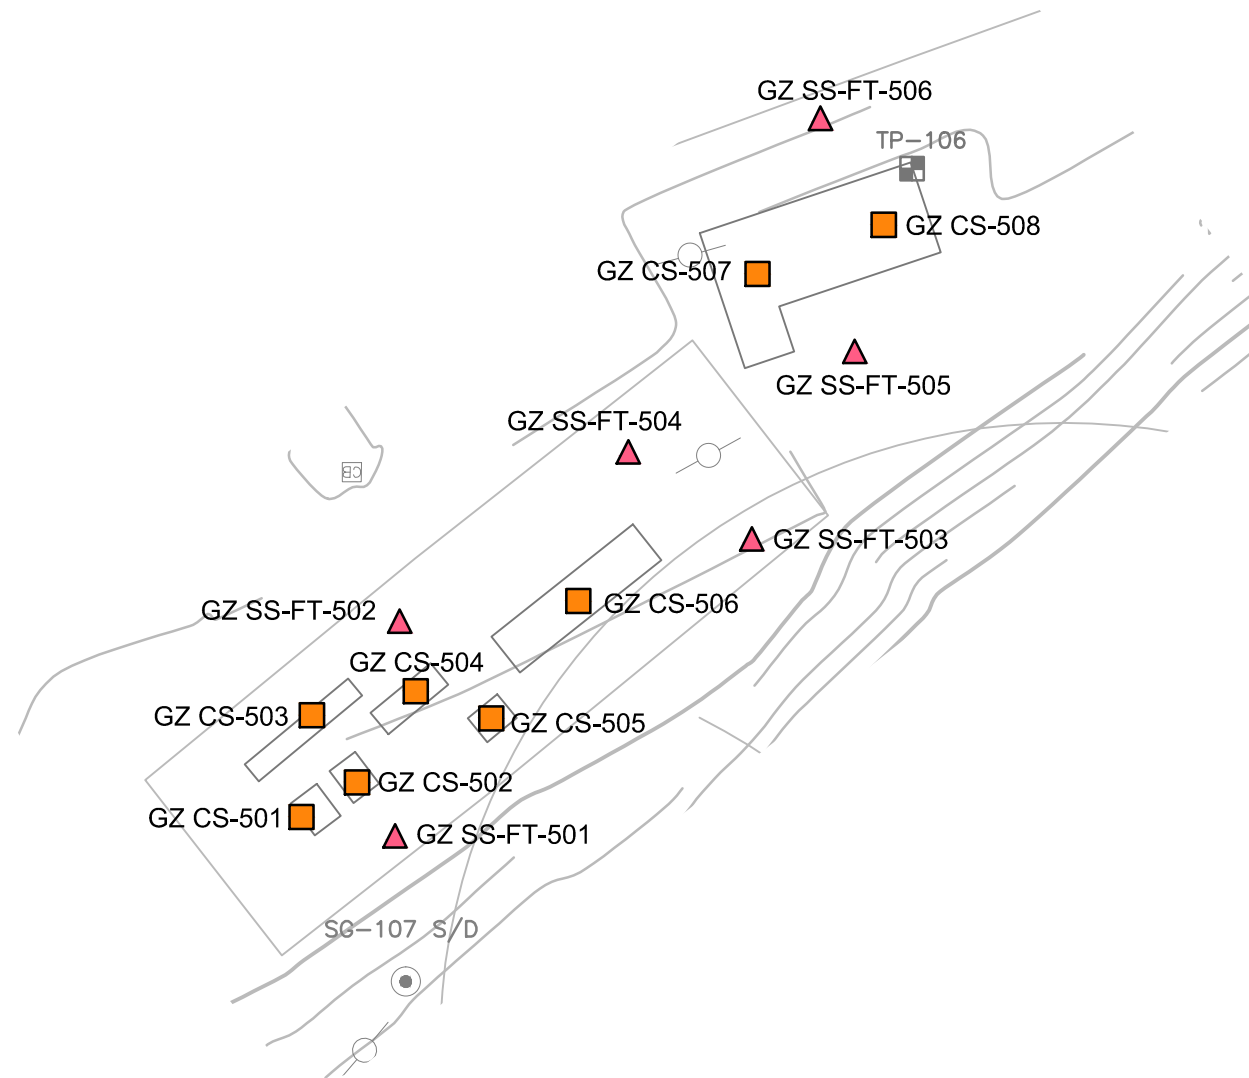 GZ SS-FT-506
TP-106
GZ CS-508
GZ CS-507
GZ SS-FT-505
GZ SS-FT-504
CB
GZ SS-FT-503
GZ CS-506
GZ SS-FT-502
GZ CS-504
GZ CS-503
GZ CS-505
GZ CS-502
GZ CS-501
GZ SS-FT-501
SG-107 S/D